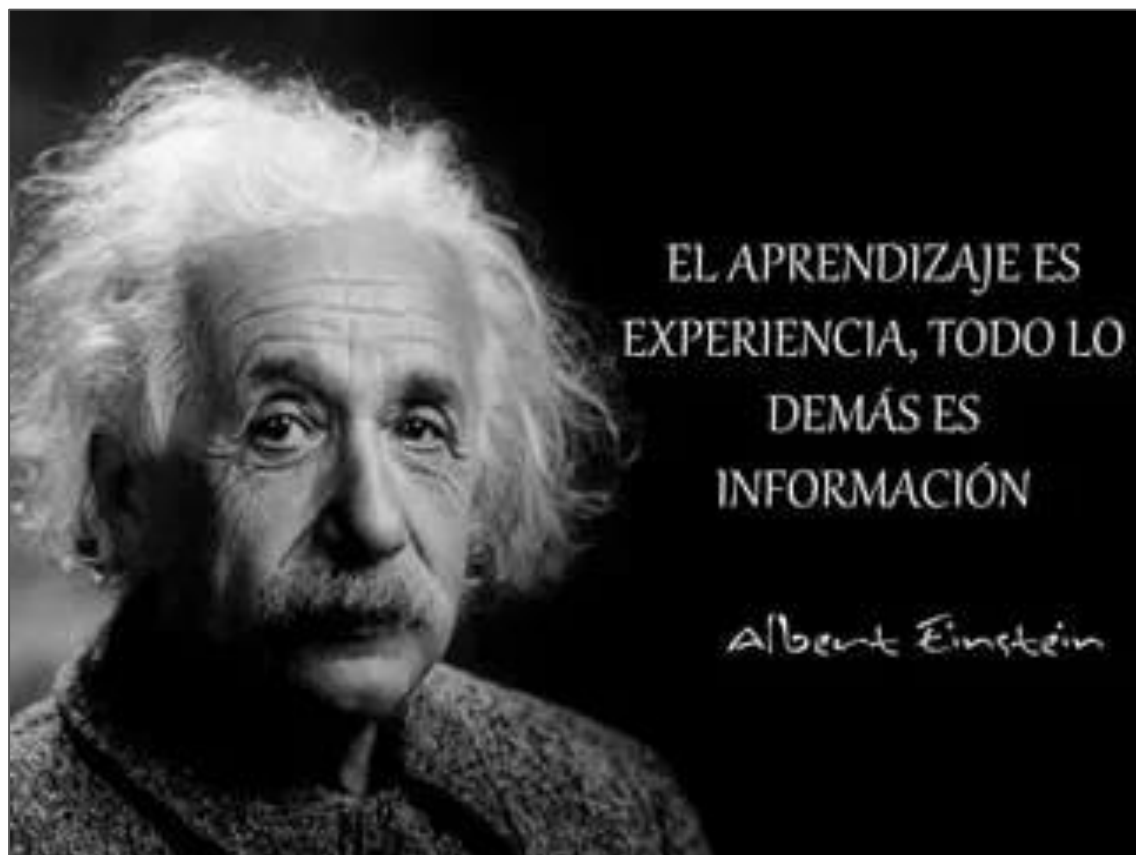 EL APRENDIZAJE ES
EXPERIENCIA, TODO LO
DEMÁS ES
INFORMACIÓN
Albert Einstein